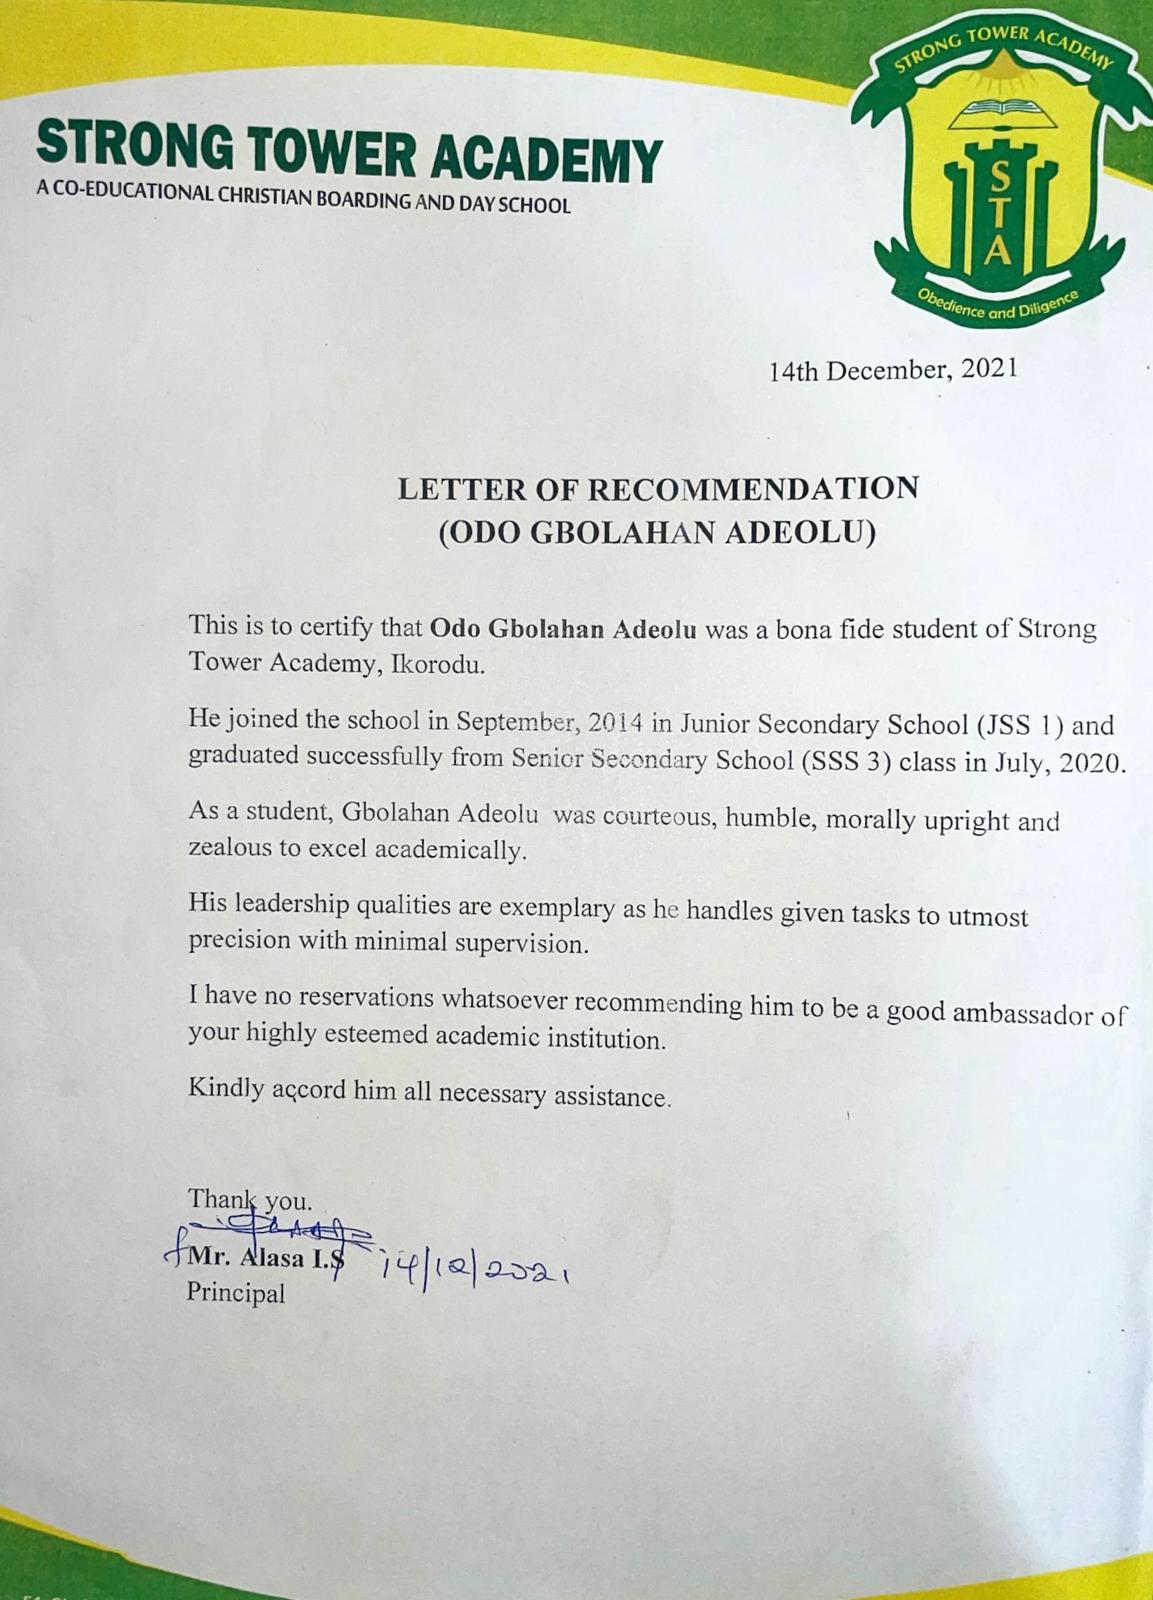 STRONG TOWER ACADEMY
STRONG TOWER ACADEMY
A CO-EDUCATIONAL CHRISTIAN BOARDING AND DAY SCHOOL
S
T
A
Obedience and Diligence
14th December, 2021
LETTER OF RECOMMENDATION
(ODO GBOLAHAN ADEOLU)
This is to certify that Odo Gbolahan Adeolu was a bona fide student of Strong
Tower Academy, Ikorodu.
He joined the school in September, 2014 in Junior Secondary School (JSS 1) and
graduated successfully from Senior Secondary School (SSS 3) class in July, 2020.
As a student, Gbolahan Adeolu was courteous, humble, morally upright and
zealous to excel academically.
His leadership qualities are exemplary as he handles given tasks to utmost
precision with minimal supervision.
I have no reservations whatsoever recommending him to be a good ambassador of
your highly esteemed academic institution.
Kindly accord him all necessary assistance.
Thank you.
Mr. Alasa I.S 14/12/2021
Principal